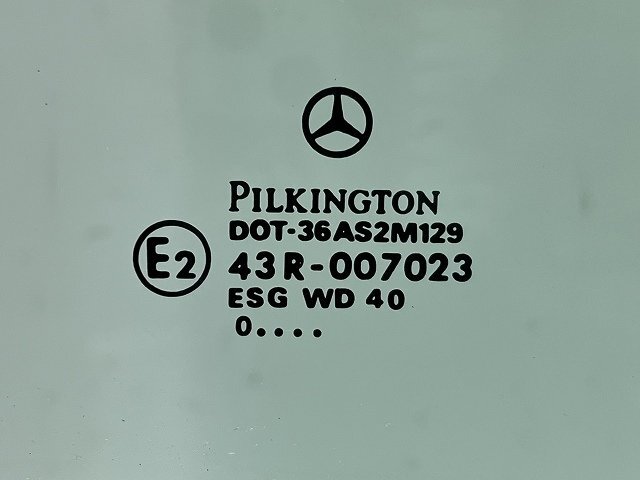 PILKINGTON
DOT-36AS2M129
E2 43R-007023
ESG WD 40
0....